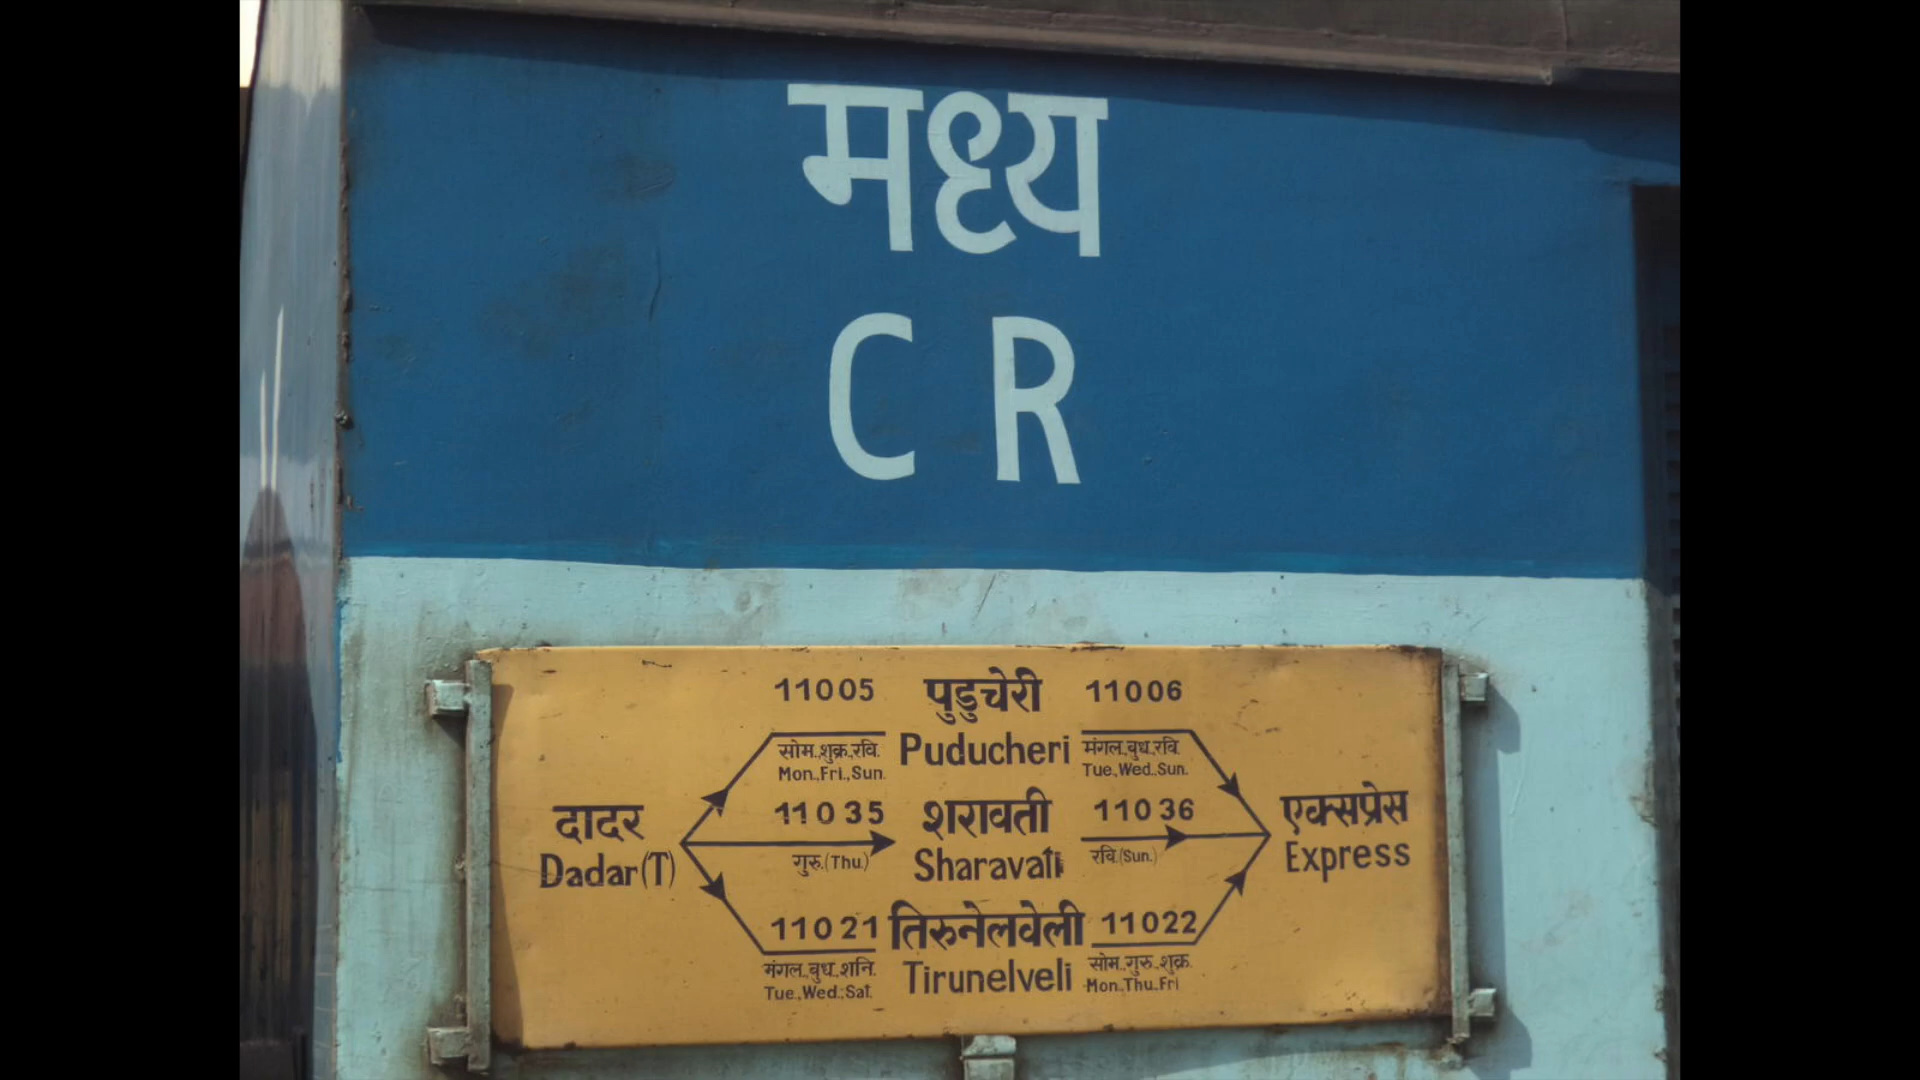 मध्य
C R
11005 पुडुचेरी 11006
सोम.,शुक्र.,रवि. Puducheri मंगल.,बुध.,रवि.
Mon.,Fri.,Sun. Tue.,Wed.,Sun.
दादर 11035 शरावती 11036 एक्सप्रेस
Dadar(T) गुरु.(Thu.) Sharavati रवि.(Sun.) Express
11021 तिरुनेलवेली 11022
मंगल.,बुध.,शनि. Tirunelveli सोम.,गुरु.,शुक्र.
Tue.,Wed.,Sat. Mon.,Thu.,Fri